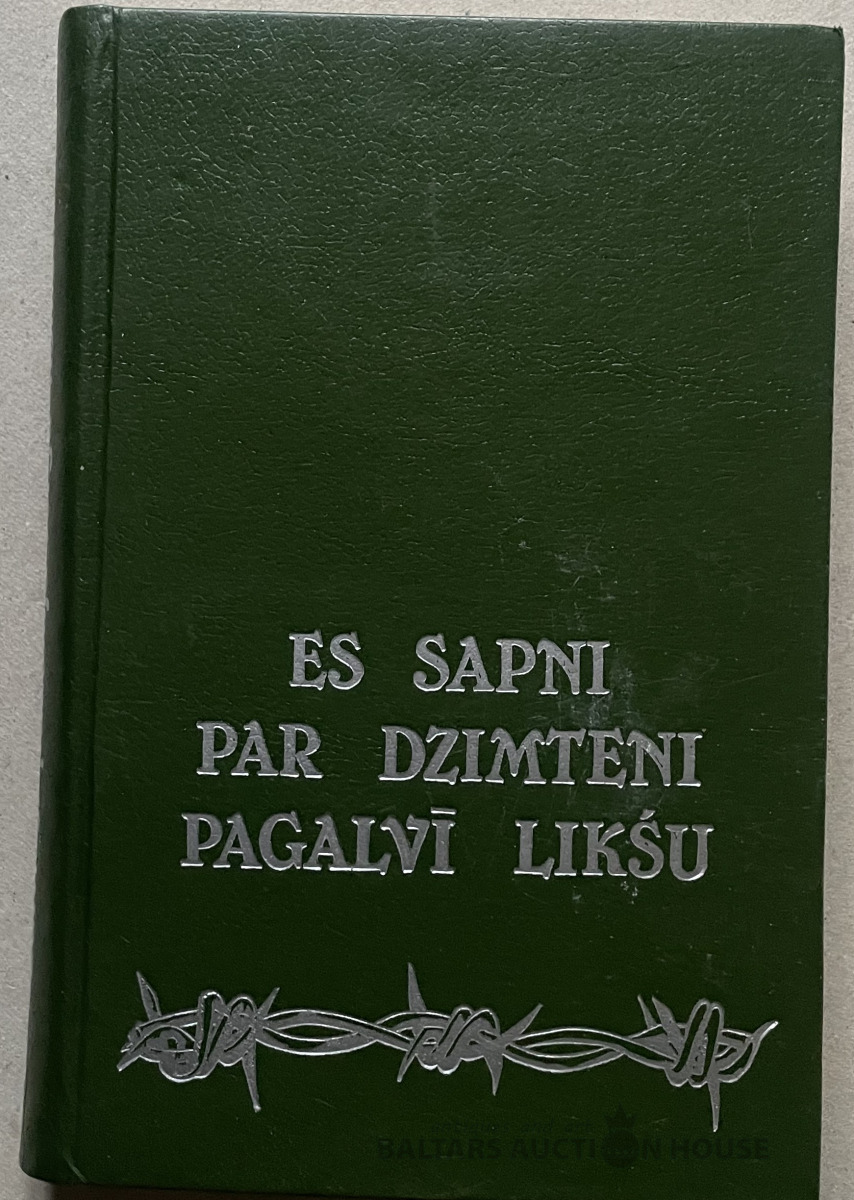 ES SAPNI
PAR DZIMTENI
PAGALVĪ LIKŠU
BALTARS AUCTION HOUSE